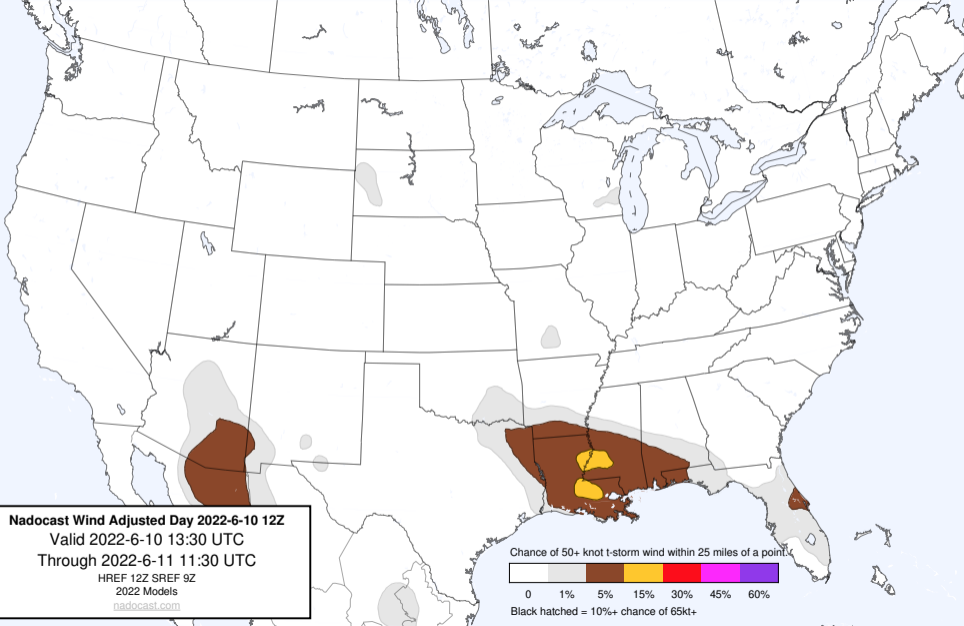 Nadocast Wind Adjusted Day 2022-6-10 12Z
Valid 2022-6-10 13:30 UTC
Through 2022-6-11 11:30 UTC
HREF 12Z SREF 9Z
2022 Models
nadocast.com
Chance of 50+ knot t-storm wind within 25 miles of a point.
0 1% 5% 15% 30% 45% 60%
Black hatched = 10%+ chance of 65kt+